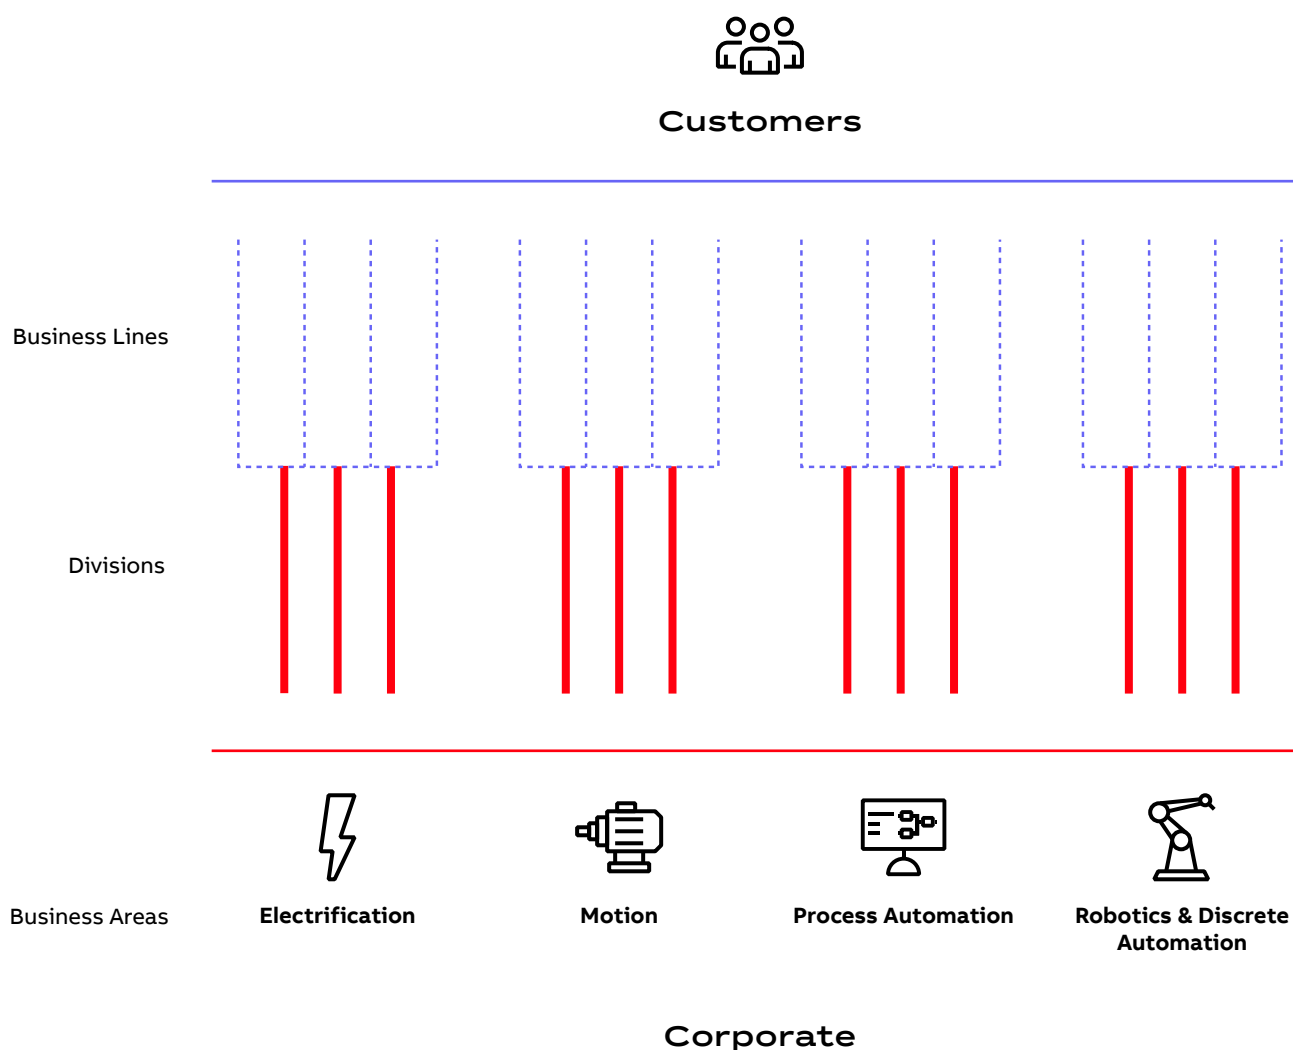 Customers
Business Lines
Divisions
Business Areas
Electrification
Motion
Process Automation
Robotics & Discrete
Automation
Corporate